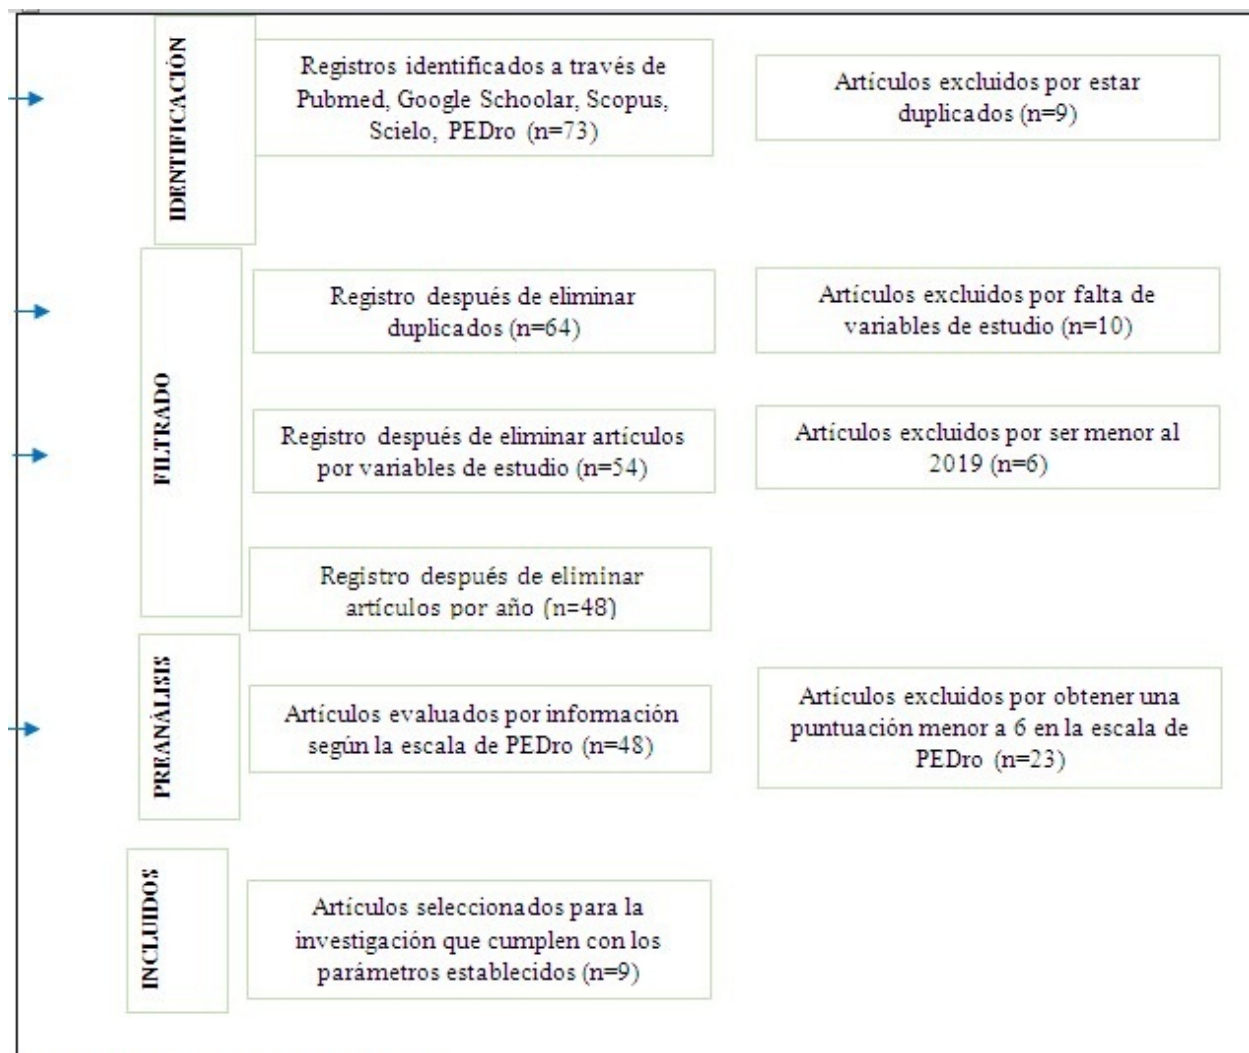 IDENTIFICACIÓN
Registros identificados a través de
Pubmed, Google Schoolar, Scopus,
Scielo, PEDro (n=73)
Artículos excluidos por estar
duplicados (n=9)
FILTRADO
Registro después de eliminar
duplicados (n=64)
Artículos excluidos por falta de
variables de estudio (n=10)
Registro después de eliminar artículos
por variables de estudio (n=54)
Artículos excluidos por ser menor al
2019 (n=6)
Registro después de eliminar
artículos por año (n=48)
PREANÁLISIS
Artículos evaluados por información
según la escala de PEDro (n=48)
Artículos excluidos por obtener una
puntuación menor a 6 en la escala de
PEDro (n=23)
INCLUIDOS
Artículos seleccionados para la
investigación que cumplen con los
parámetros establecidos (n=9)